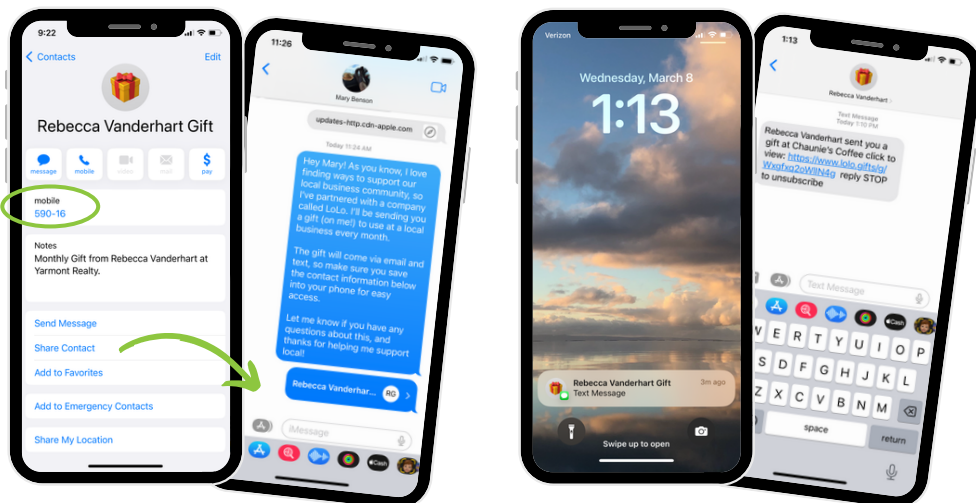 9:22
Contacts
Edit
Rebecca Vanderhart Gift
message
mobile
video
mail
$
pay
mobile
590-16
Notes
Monthly Gift from Rebecca Vanderhart at
Yarmont Realty.
Send Message
Share Contact
Add to Favorites
Add to Emergency Contacts
Share My Location
11:26
Mary Benson
updates-http.cdn-apple.com
Today 11:24 AM
Hey Mary! As you know, I love
finding ways to support our
local business community, so
I've partnered with a company
called LoLo. I'll be sending you
a gift (on me!) to use at a local
business every month.
The gift will come via email and
text, so make sure you save
the contact information below
into your phone for easy
access.
Let me know if you have any
questions about this, and
thanks for helping me support
local!
Rebecca Vanderhar...
RG
iMessage
Cash
Verizon
Wednesday, March 8
1:13
Rebecca Vanderhart Gift
3m ago
Text Message
Swipe up to open
1:13
Rebecca Vanderhart
Text Message
Today 1:10 PM
Rebecca Vanderhart sent you a
gift at Chaunie's Coffee click to
view: https://www.lolo.gifts/g/
Wxgfxq2oWliN4g reply STOP
to unsubscribe
Text Message
Cash
W E R T Y U I O P
S D F G H J K L
Z X C V B N M
space
return